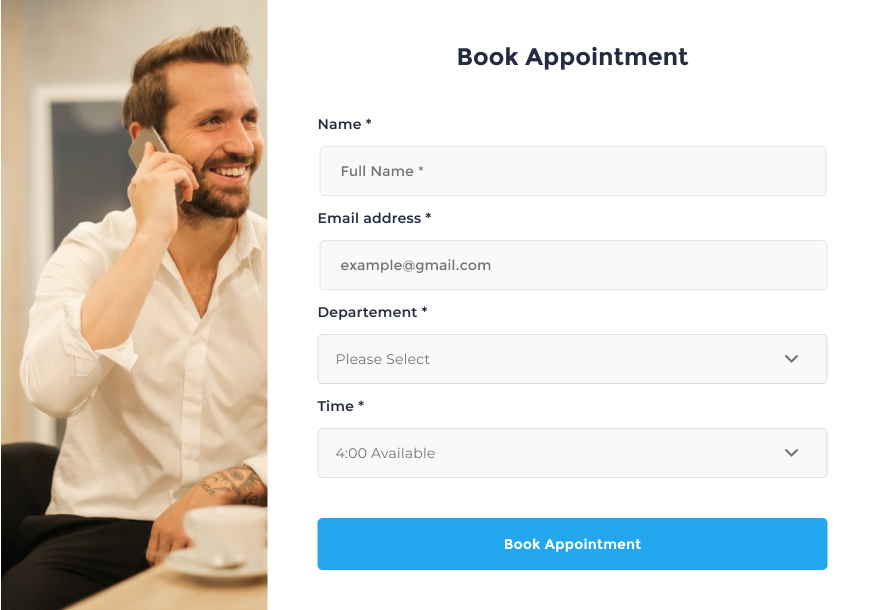 Book Appointment
Name *
Full Name *
Email address *
example@gmail.com
Departement *
Please Select
Time *
4:00 Available
Book Appointment